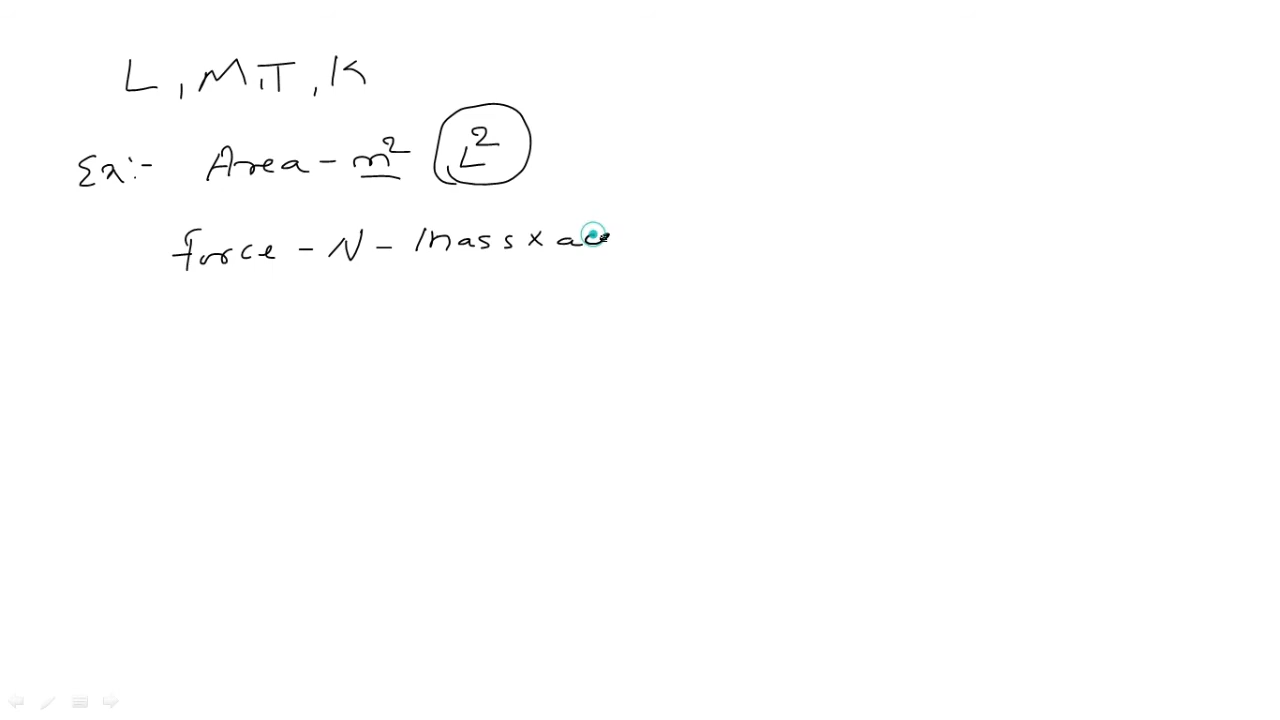 L, M, T, K
Ex:- Area - m² L²
Force - N - mass x ac